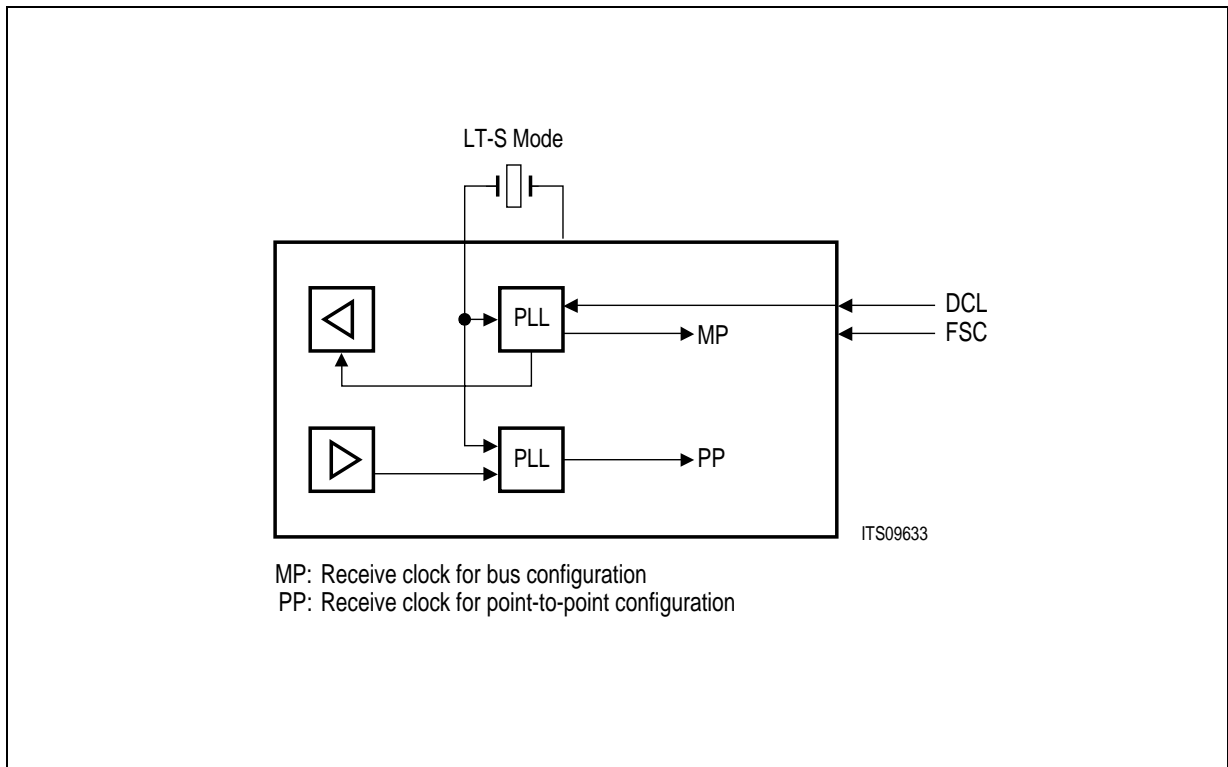 LT-S Mode
PLL
DCL
MP
FSC
PLL
PP
ITS09633
MP: Receive clock for bus configuration
PP: Receive clock for point-to-point configuration